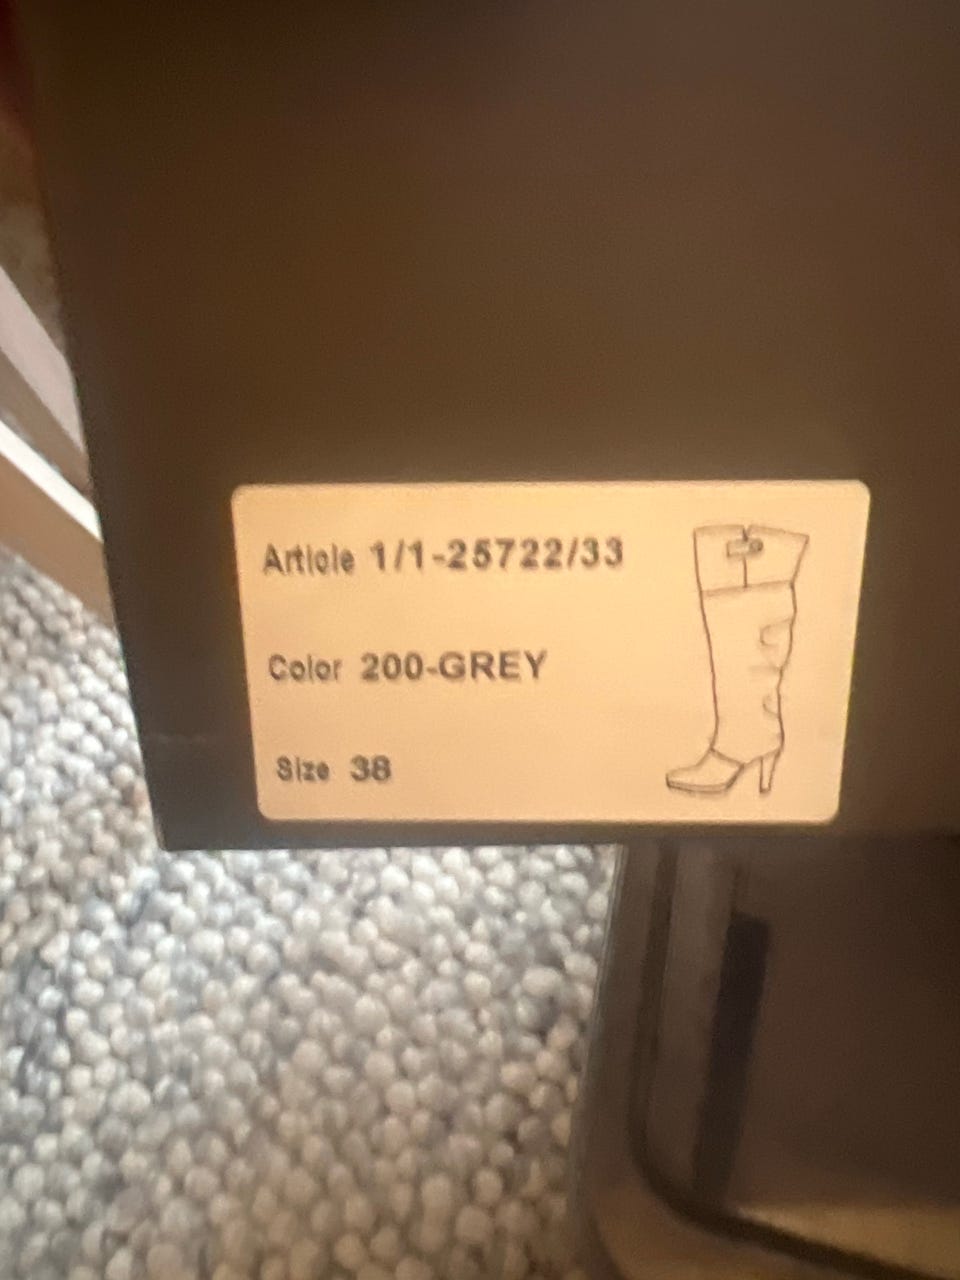 Article 1/1-25722/33
Color 200-GREY
Size 38